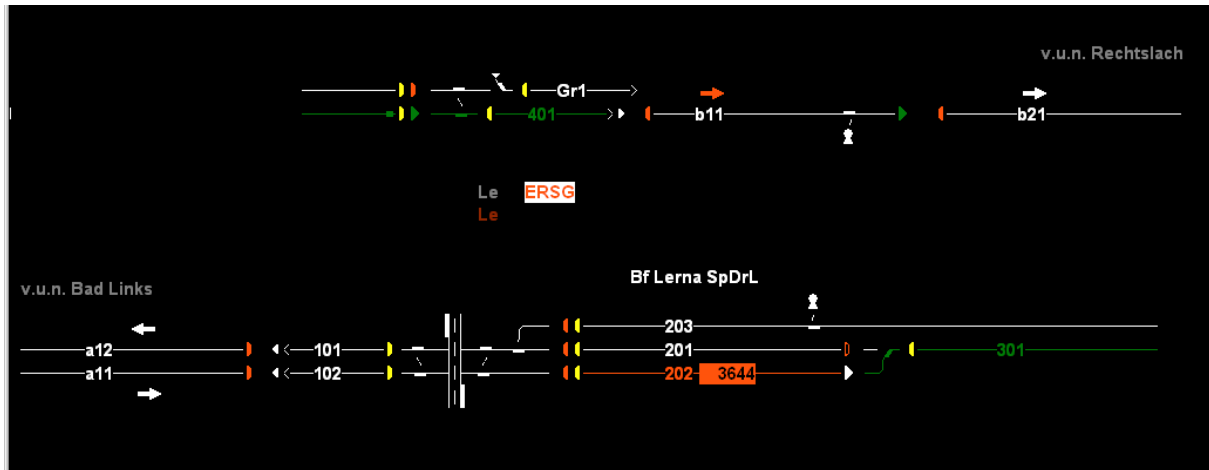 v.u.n. Rechtslach
Gr1
401
b11
b21
Le ERSG
Le
Bf Lerna SpDrL
v.u.n. Bad Links
203
a12
101
201
301
a11
102
202
3644